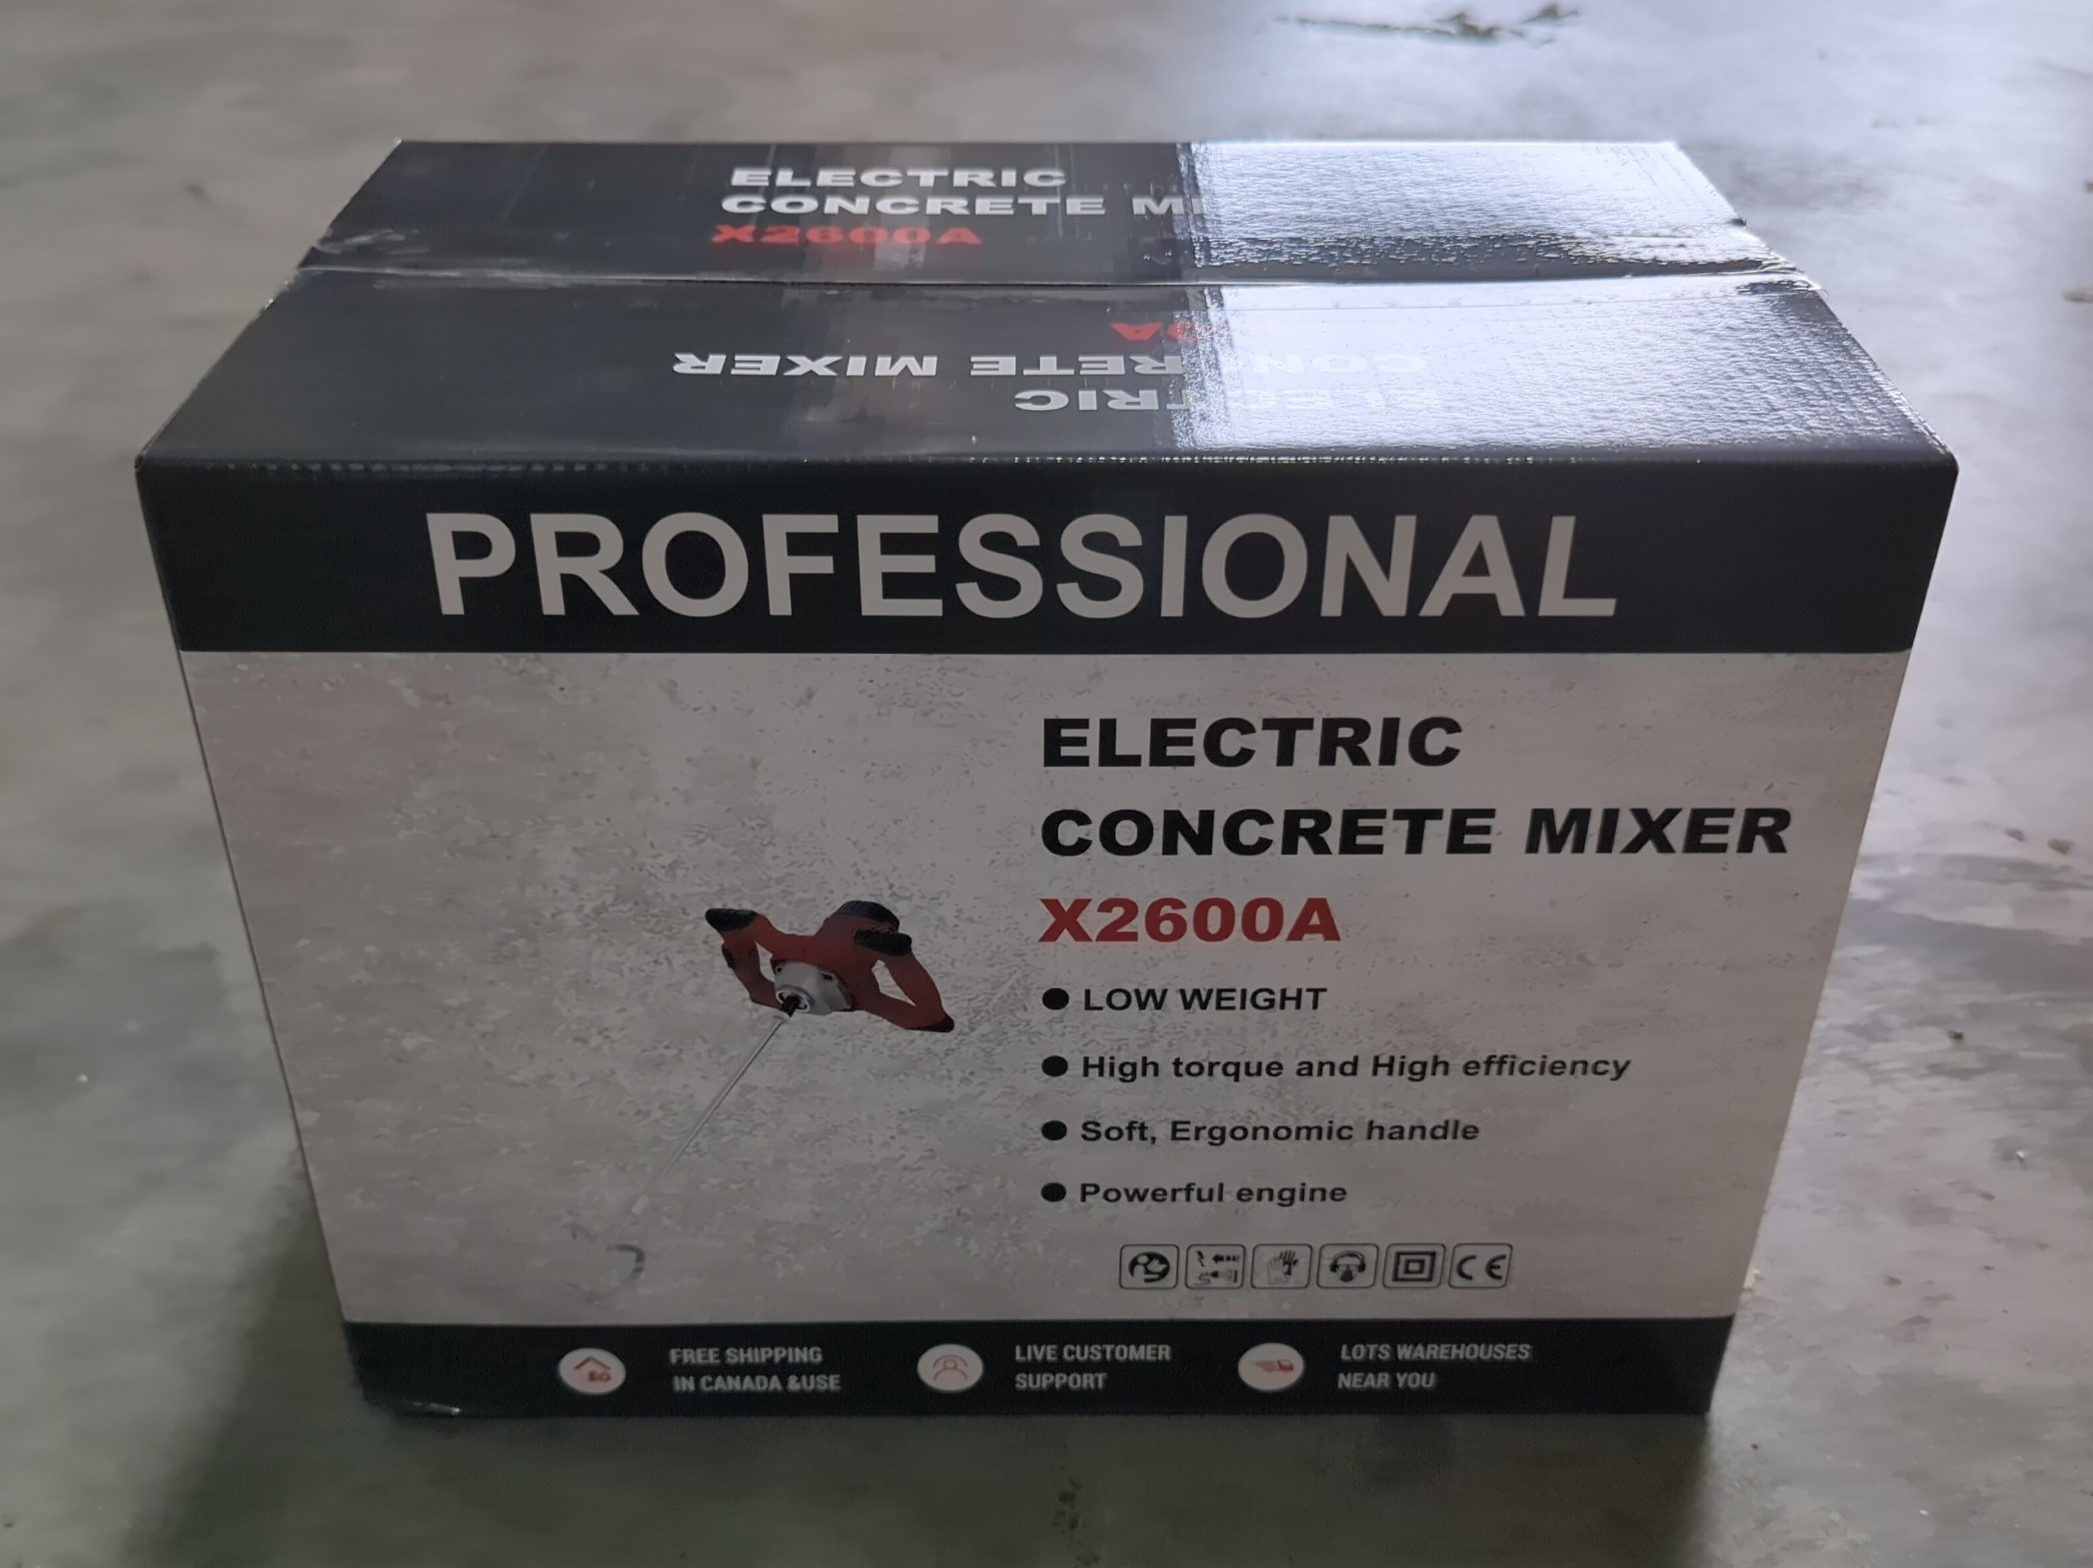 ELECTRIC
CONCRETE
X2600A
CONCRETE MIXER
PROFESSIONAL
ELECTRIC
CONCRETE MIXER
X2600A
● LOW WEIGHT
● High torque and High efficiency
● Soft, Ergonomic handle
● Powerful engine
CE
FREE SHIPPING
IN CANADA &USE
LIVE CUSTOMER
SUPPORT
LOTS WAREHOUSES
NEAR YOU